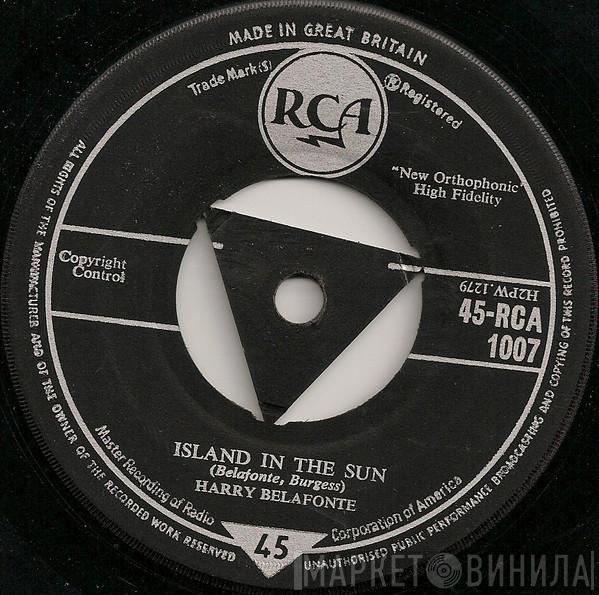 MADE IN GREAT BRITAIN
Trade Mark(s)
RCA
® Registered
"New Orthophonic"
High Fidelity
Copyright
Control
H2PW.1279
45-RCA
1007
ISLAND IN THE SUN
(Belafonte, Burgess)
HARRY BELAFONTE
Master Recording of Radio
Corporation of America
45
ALL RIGHTS OF THE MANUFACTURER AND OF THE OWNER OF THE RECORDED WORK RESERVED
UNAUTHORISED PUBLIC PERFORMANCE BROADCASTING AND COPYING OF THIS RECORD PROHIBITED
МАРКЕТ ВИНИЛА